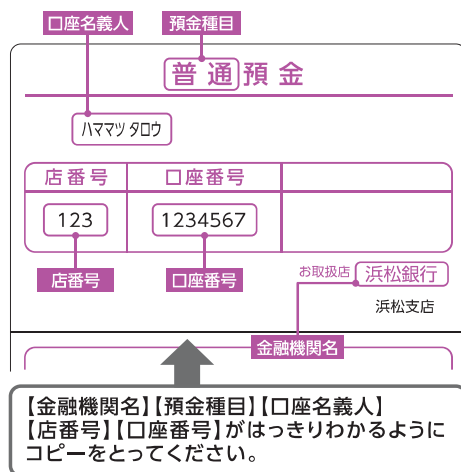 口座名義人 預金種目
普通預金
ハママツ タロウ
店番号 口座番号
123 1234567
店番号 口座番号
お取扱店 浜松銀行
浜松支店
金融機関名
【金融機関名】【預金種目】【口座名義人】
【店番号】【口座番号】がはっきりわかるように
コピーをとってください。